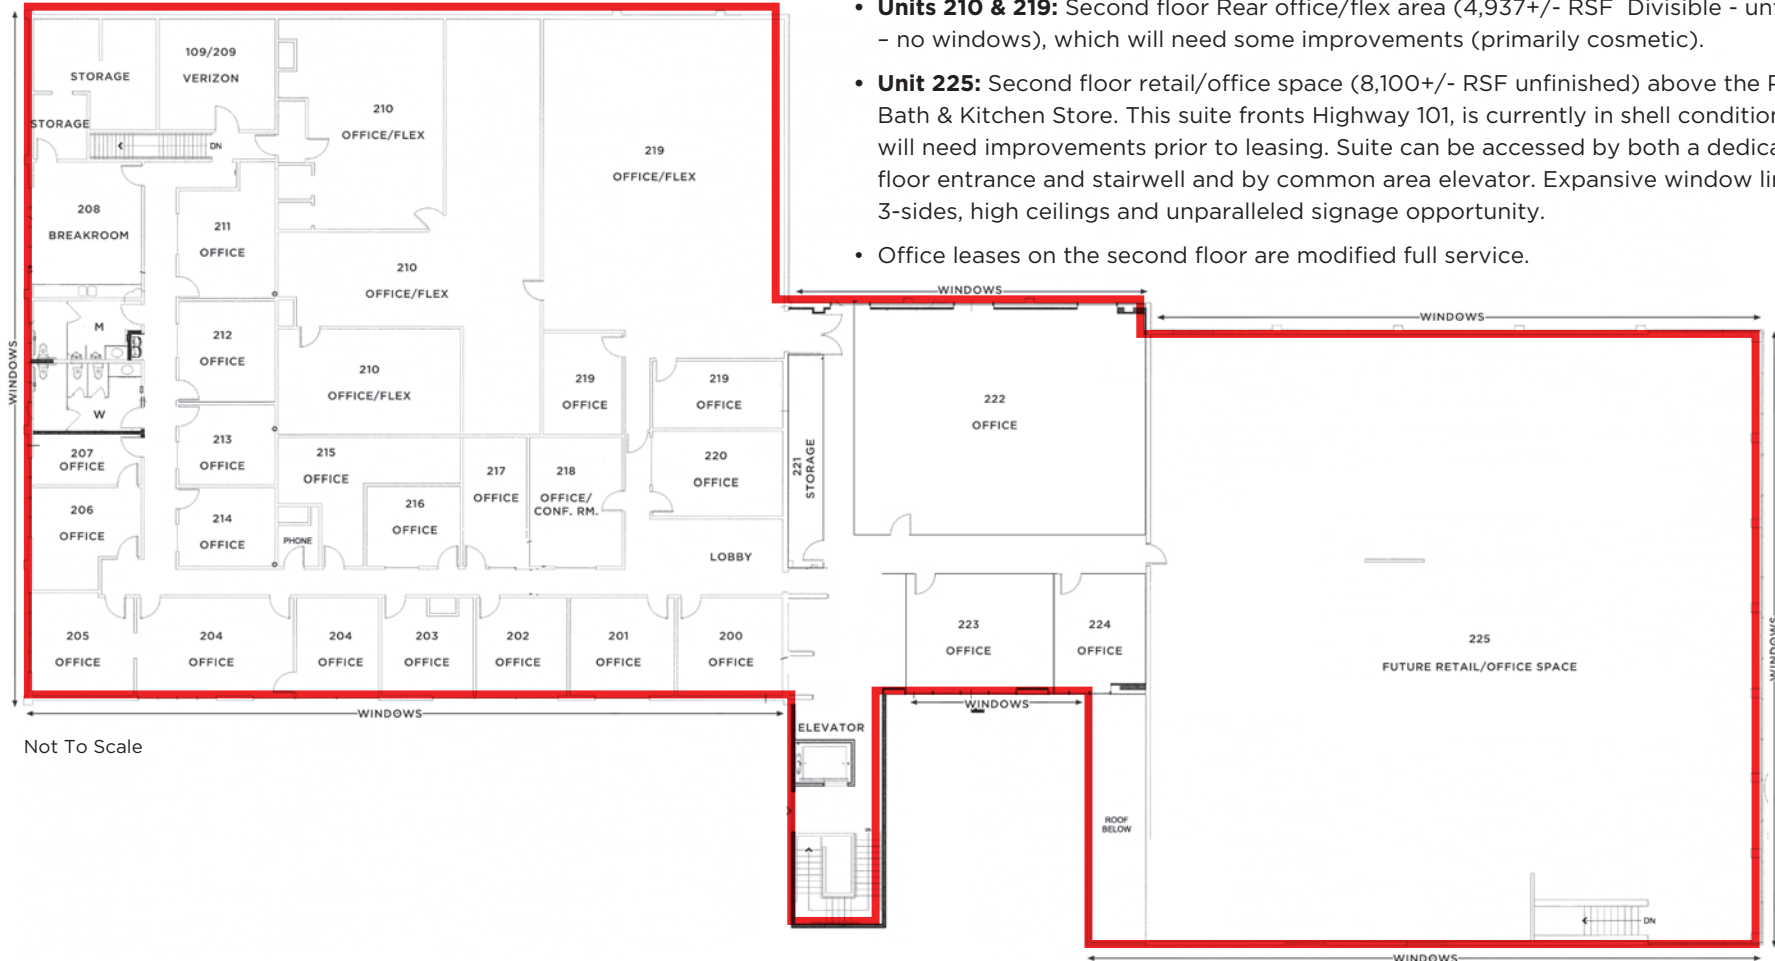 • Units 210 & 219: Second floor Rear office/flex area (4,937+/- RSF Divisible -
– no windows), which will need some improvements (primarily cosmetic).
• Unit 225: Second floor retail/office space (8,100+/- RSF unfinished) above the
Bath & Kitchen Store. This suite fronts Highway 101, is currently in shell condition
will need improvements prior to leasing. Suite can be accessed by both a
floor entrance and stairwell and by common area elevator. Expansive window
3-sides, high ceilings and unparalleled signage opportunity.
• Office leases on the second floor are modified full service.
STORAGE
109/209
VERIZON
STORAGE
DN
210
OFFICE/FLEX
219
OFFICE/FLEX
208
BREAKROOM
211
OFFICE
210
OFFICE/FLEX
WINDOWS
WINDOWS
WINDOWS
M
212
OFFICE
W
210
OFFICE/FLEX
219
OFFICE
219
OFFICE
222
OFFICE
207
OFFICE
213
OFFICE
215
OFFICE
217
OFFICE
218
OFFICE/
CONF. RM.
220
OFFICE
221
STORAGE
206
OFFICE
214
OFFICE
PHONE
216
OFFICE
LOBBY
205
OFFICE
204
OFFICE
204
OFFICE
203
OFFICE
202
OFFICE
201
OFFICE
200
OFFICE
223
OFFICE
224
OFFICE
225
FUTURE RETAIL/OFFICE SPACE
WINDOWS
WINDOWS
WINDOWS
ELEVATOR
Not To Scale
ROOF
BELOW
DN
DN
WINDOWS